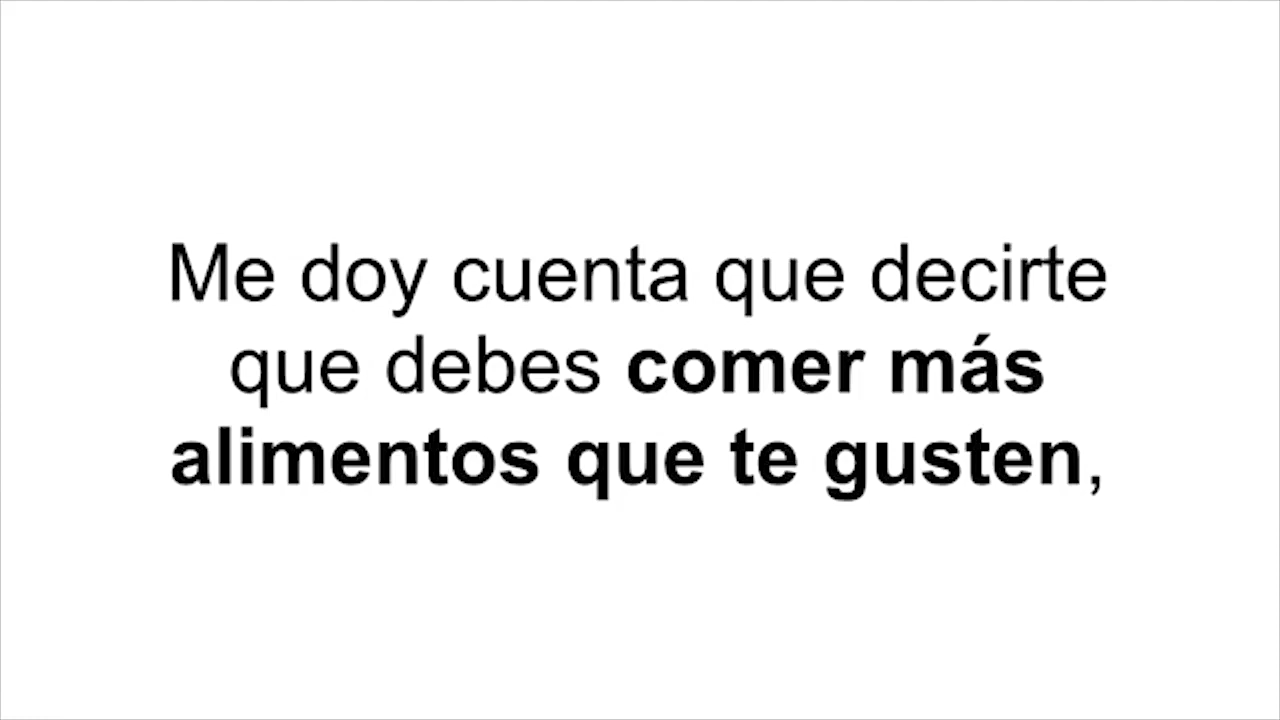 Me doy cuenta que decirte
que debes comer más
alimentos que te gusten,